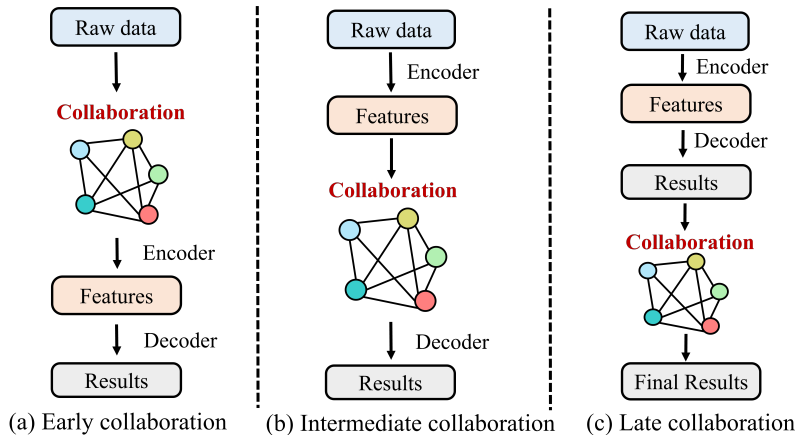 Raw data
Collaboration
Encoder
Features
Decoder
Results
(a) Early collaboration
Raw data
Encoder
Features
Collaboration
Decoder
Results
(b) Intermediate collaboration
Raw data
Encoder
Features
Decoder
Results
Collaboration
Final Results
(c) Late collaboration